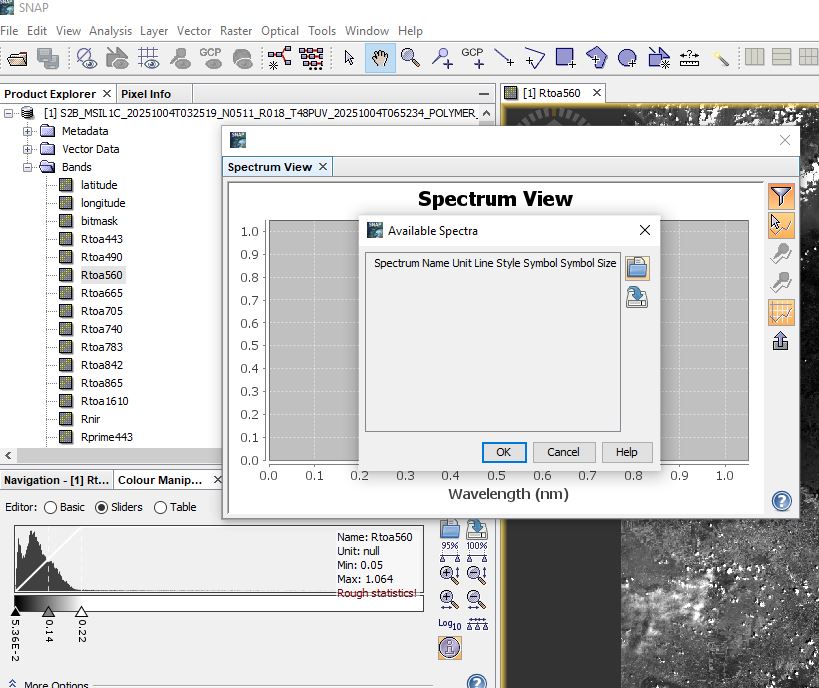 SNAP
File Edit View Analysis Layer Vector Raster Optical Tools Window Help
GCP
GCP
Product Explorer Pixel Info
[1] Rtoa560
[1] S2B_MSIL1C_20251004T032519_N0511_R018_T48PUV_20251004T065234_POLYMER_
Metadata
Vector Data
Bands
latitude
longitude
bitmask
Rtoa443
Rtoa490
Rtoa560
Rtoa665
Rtoa705
Rtoa740
Rtoa783
Rtoa842
Rtoa865
Rtoa1610
Rnir
Rprime443
SNAP
Spectrum View
Spectrum View
1.0
0.9
0.8
0.7
0.6
0.5
0.4
0.3
0.2
0.1
0.0
0.0 0.1 0.2 0.3 0.4 0.5 0.6 0.7 0.8 0.9 1.0
Wavelength (nm)
SNAP
Available Spectra
Spectrum Name Unit Line Style Symbol Symbol Size
OK Cancel Help
Navigation - [1] Rt... Colour Manip...
Editor: Basic Sliders Table
Name: Rtoa560
Unit: null
Min: 0.05
Max: 1.064
Rough statistics!
5.36E-2
0.14
0.22
95% 100%
Log10
More Options